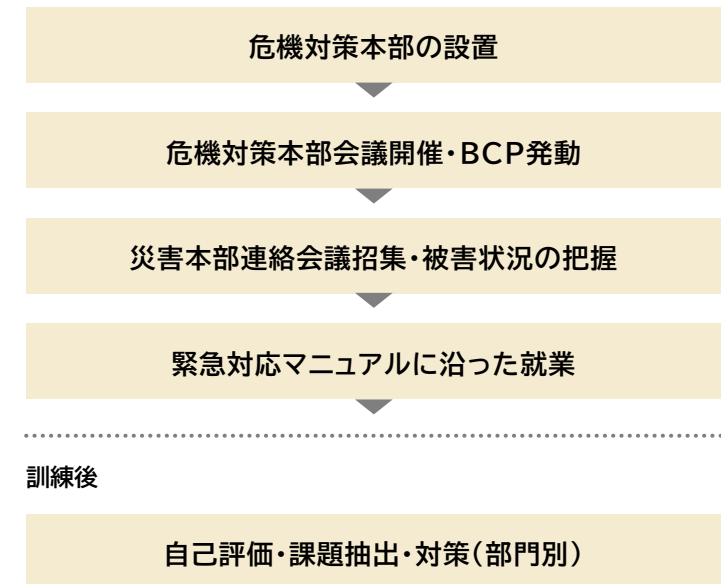 危機対策本部の設置
危機対策本部会議開催・BCP発動
災害本部連絡会議招集・被害状況の把握
緊急対応マニュアルに沿った就業
訓練後
自己評価・課題抽出・対策（部門別）